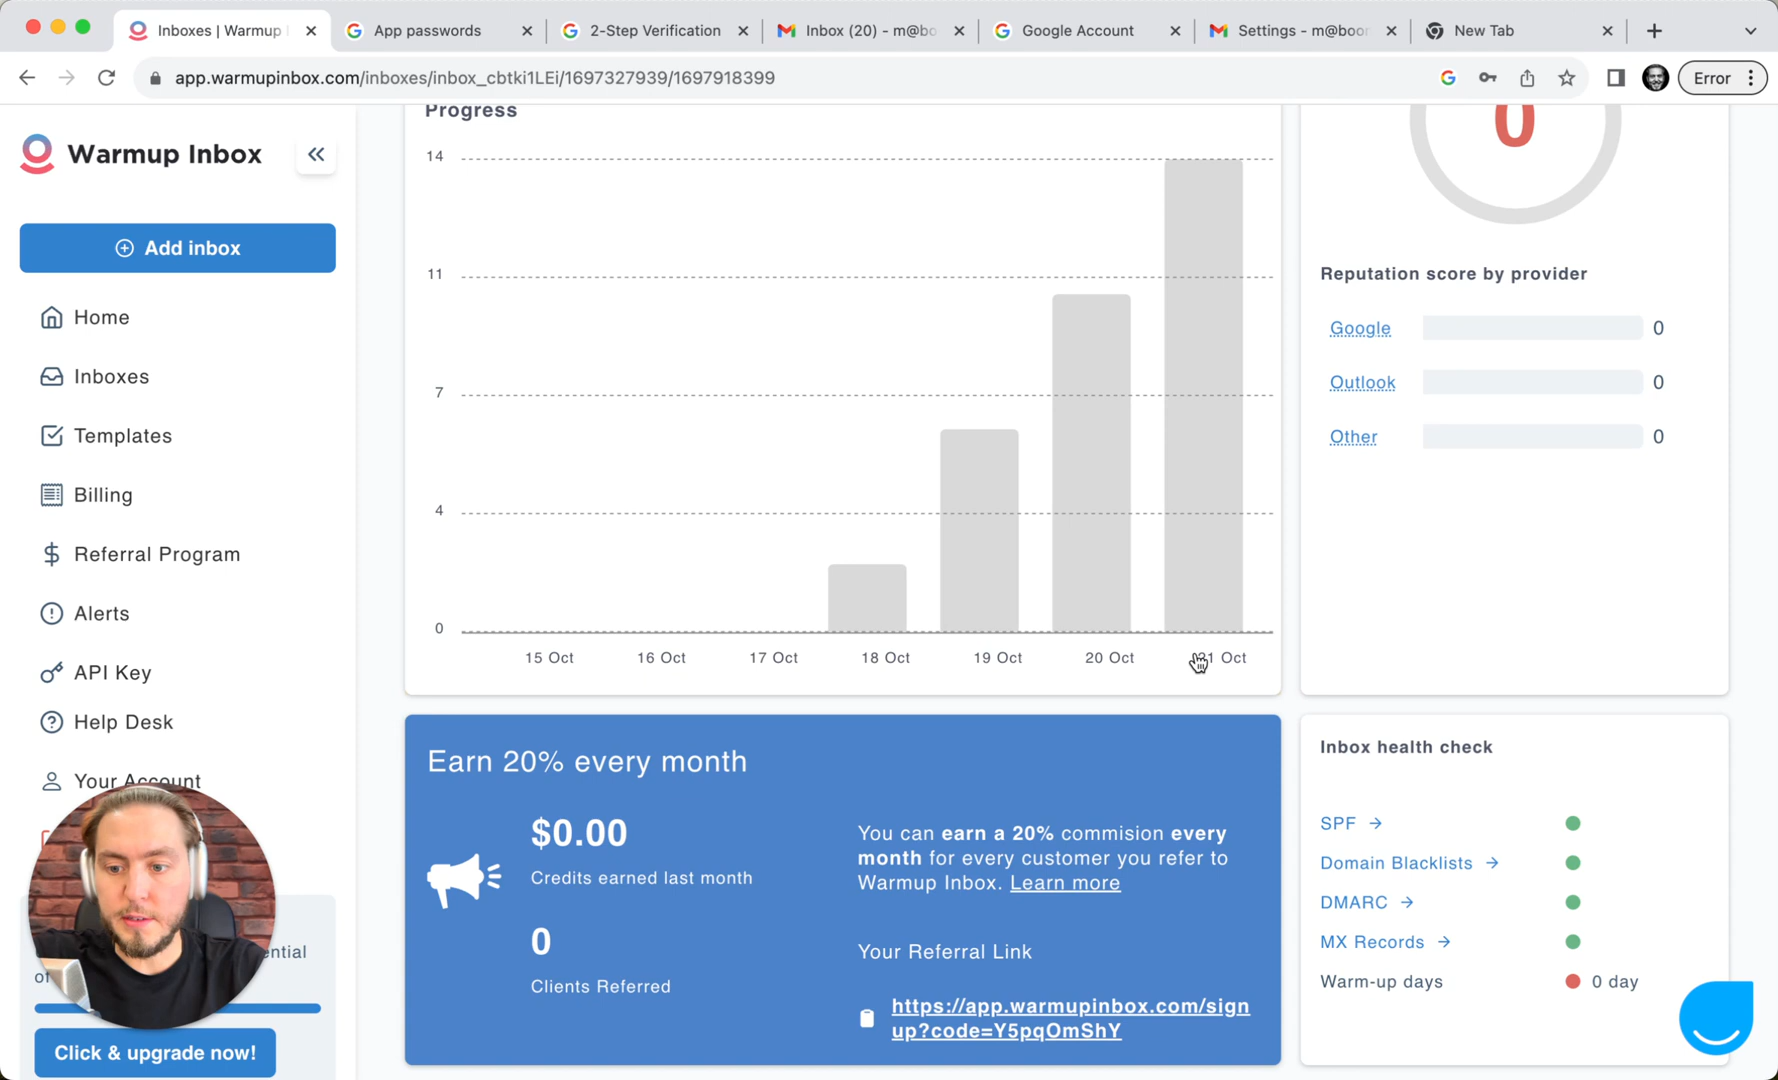 Inboxes | Warmup
App passwords
2-Step Verification
Inbox (20) - m@bo
Google Account
Settings - m@boor
New Tab
app.warmupinbox.com/inboxes/inbox_cbtki1LEi/1697327939/1697918399
Error
Warmup Inbox
Add inbox
Home
Inboxes
Templates
Billing
Referral Program
Alerts
API Key
Help Desk
Your Account
Click & upgrade now!
Progress
14
11
7
4
0
15 Oct
16 Oct
17 Oct
18 Oct
19 Oct
20 Oct
21 Oct
0
Reputation score by provider
Google 0
Outlook 0
Other 0
Earn 20% every month
$0.00
Credits earned last month
0
Clients Referred
You can earn a 20% commision every
month for every customer you refer to
Warmup Inbox. Learn more
Your Referral Link
https://app.warmupinbox.com/sign
up?code=Y5pqOmShY
Inbox health check
SPF
Domain Blacklists
DMARC
MX Records
Warm-up days 0 day